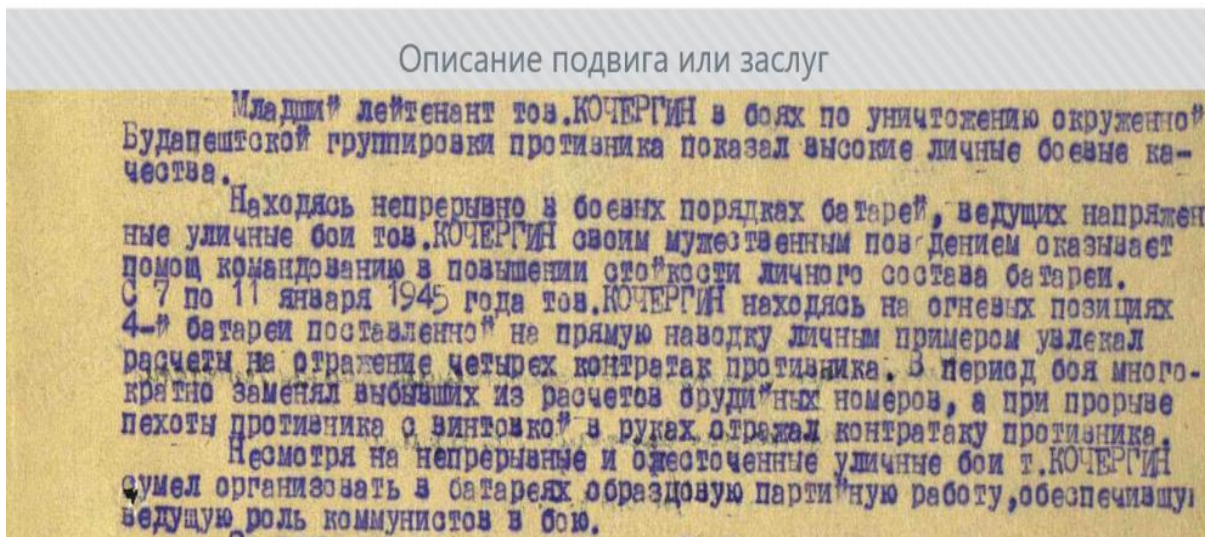 Описание подвига или заслуг
Младший лейтенант тов.КОЧЕРГИН в боях по уничтожению окруженной
Будапештской группировки противника показал высокие личные боевые ка-
чества.
Находясь непрерывно в боевых порядках батарей, ведущих напряжен
ные уличные бои тов.КОЧЕРГИН своим мужественным пов дением оказывает
помощ командованию в повышении стойкости личного состава батареи.
С 7 по 11 января 1945 года тов.КОЧЕРГИН находясь на огневых позициях
4-й батареи поставленной на прямую наводку личным примером увлекал
расчеты на отражение четырех контратак противника. В период боя много-
кратно заменял выбывших из расчетов орудийных номеров, а при прорыве
пехоты противника с винтовкой в руках отражал контратаку противника.
Несмотря на непрерывные и ожесточенные уличные бои т.КОЧЕРГИН
сумел организовать в батареях образцовую партийную работу,обеспечившу
ведущую роль коммунистов в бою.